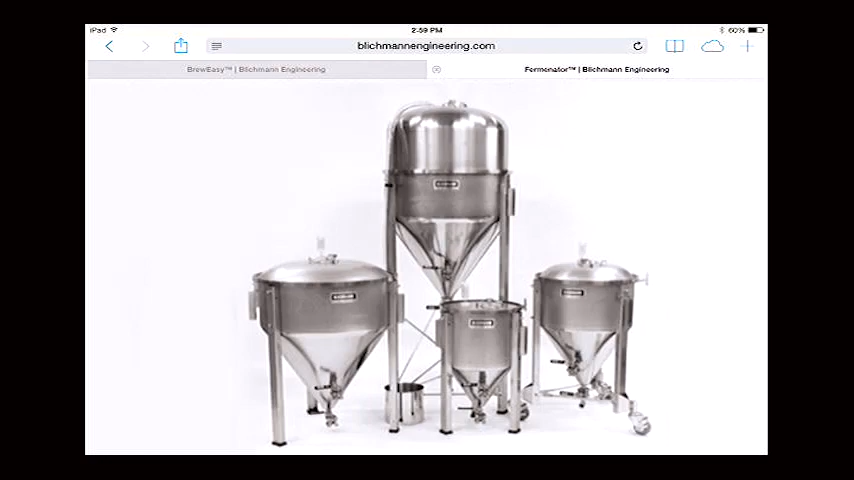 iPad
2:59 PM
60%
blichmannengineering.com
BrewEasy™ | Blichmann Engineering
Fermenator™ | Blichmann Engineering